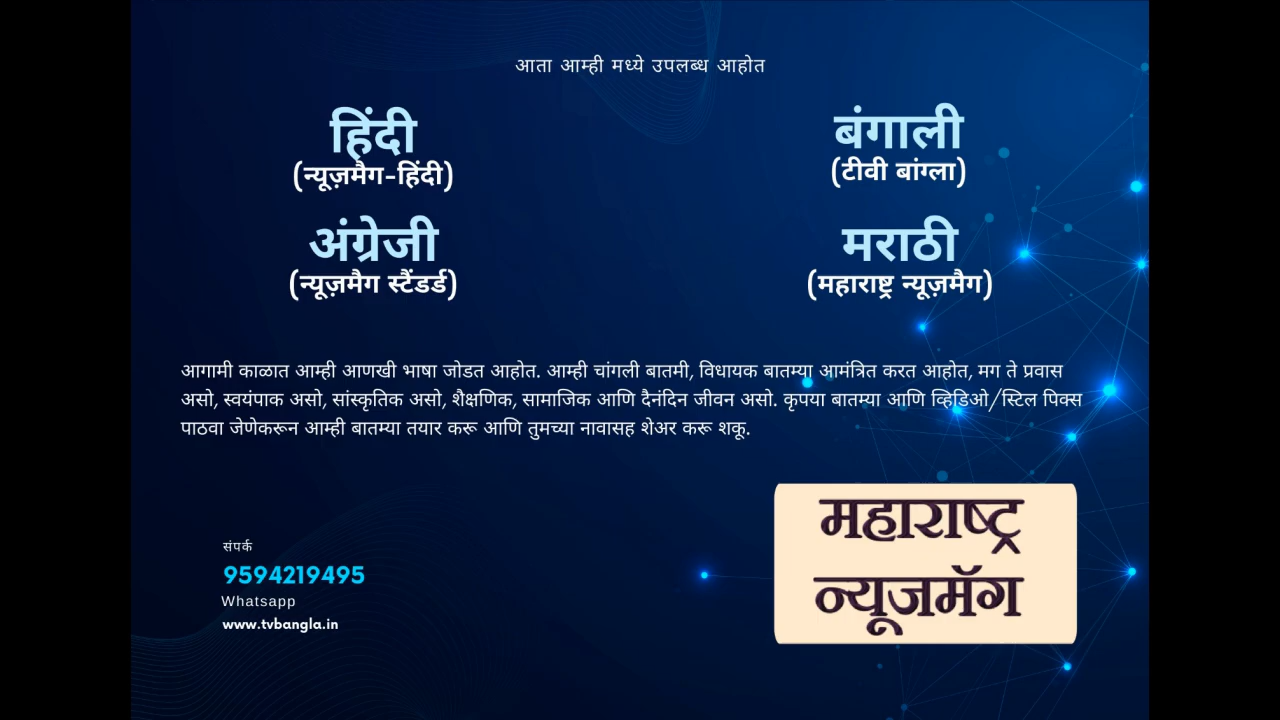 आता आम्ही मध्ये उपलब्ध आहोत
हिंदी
(न्यूज़मैग-हिंदी)
बंगाली
(टीवी बांग्ला)
अंग्रेजी
(न्यूज़मैग स्टैंडर्ड)
मराठी
(महाराष्ट्र न्यूज़मैग)
आगामी काळात आम्ही आणखी भाषा जोडत आहोत. आम्ही चांगली बातमी, विधायक बातम्या आमंत्रित करत आहोत, मग ते प्रवास
असो, स्वयंपाक असो, सांस्कृतिक असो, शैक्षणिक, सामाजिक आणि दैनंदिन जीवन असो. कृपया बातम्या आणि व्हिडिओ/स्टिल पिक्स
पाठवा जेणेकरून आम्ही बातम्या तयार करू आणि तुमच्या नावासह शेअर करू शकू.
संपर्क
9594219495
Whatsapp
www.tvbangla.in
महाराष्ट्र
न्यूजमॅग